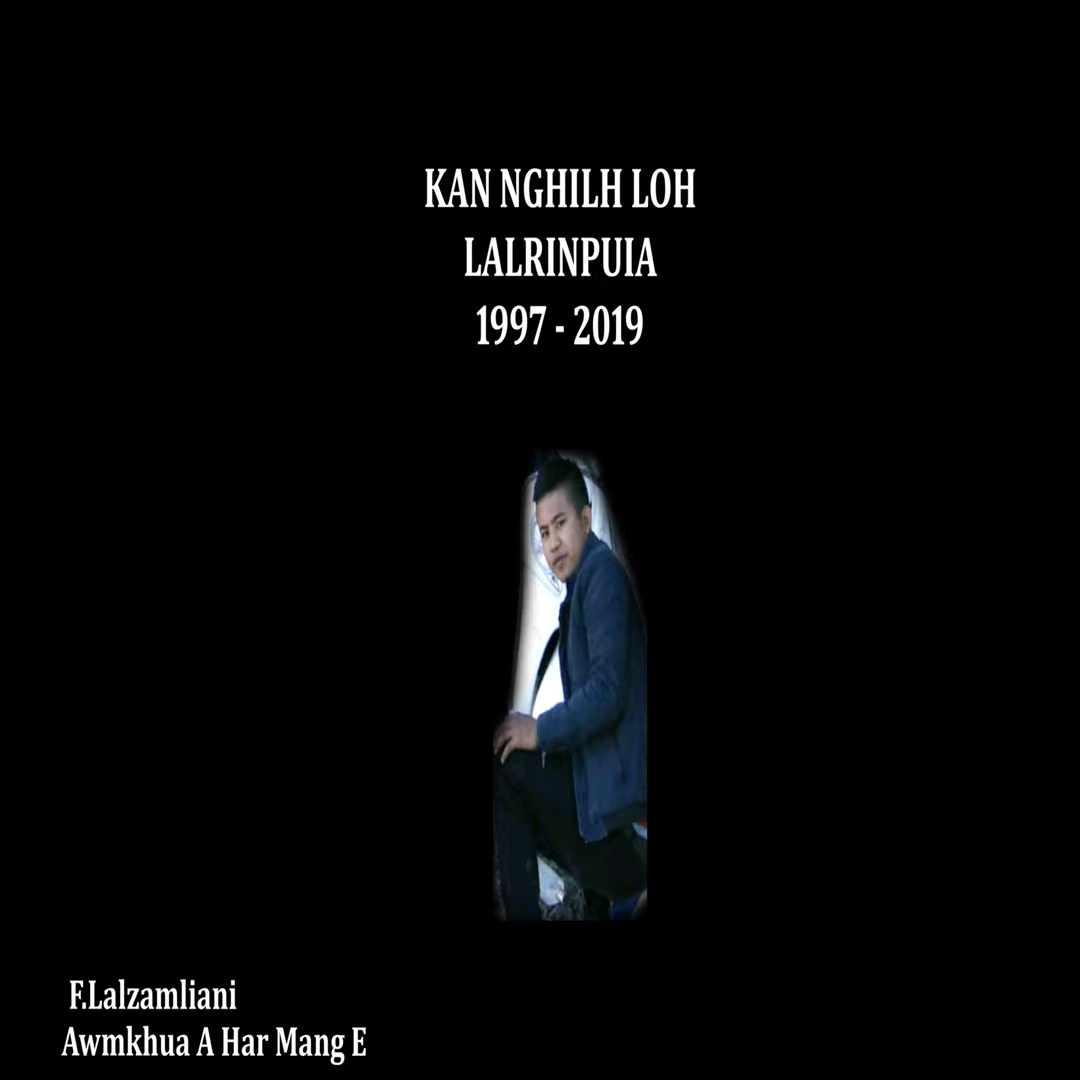 KAN NGHILH LOH
LALRINPUIA
1997 - 2019
F.Lalzamliani
Awmkhua A Har Mang E